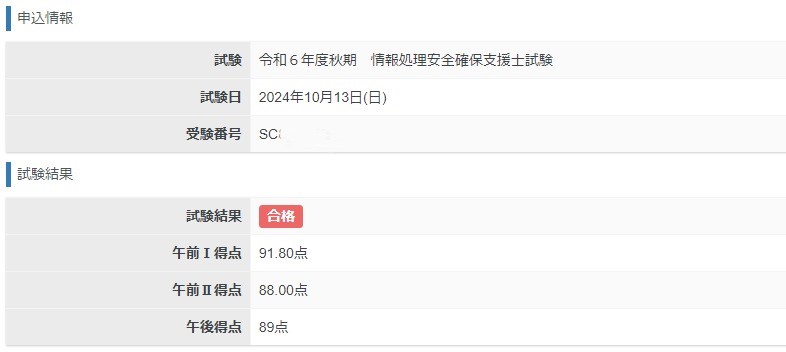 申込情報
試験 令和６年度秋期　情報処理安全確保支援士試験
試験日 2024年10月13日(日)
受験番号 SC
試験結果
試験結果 合格
午前Ⅰ得点 91.80点
午前Ⅱ得点 88.00点
午後得点 89点